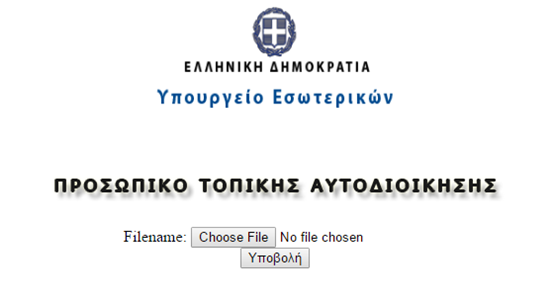 ΕΛΛΗΝΙΚΗ ΔΗΜΟΚΡΑΤΙΑ
Υπουργείο Εσωτερικών
ΠΡΟΣΩΠΙΚΟ ΤΟΠΙΚΗΣ ΑΥΤΟΔΙΟΙΚΗΣΗΣ
Filename: Choose File No file chosen
Υποβολή